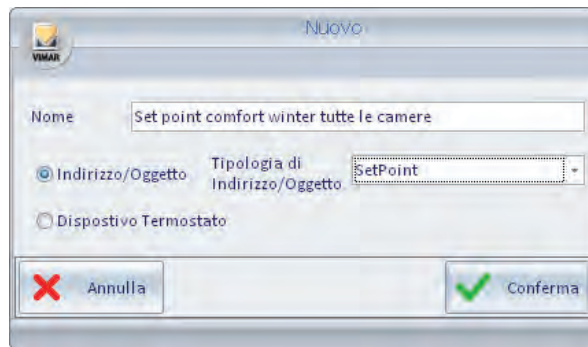 Nuovo
VIMAR
Nome Set point comfort winter tutte le camere
Indirizzo/Oggetto Tipologia di Indirizzo/Oggetto SetPoint
Dispostivo Termostato
Annulla Conferma